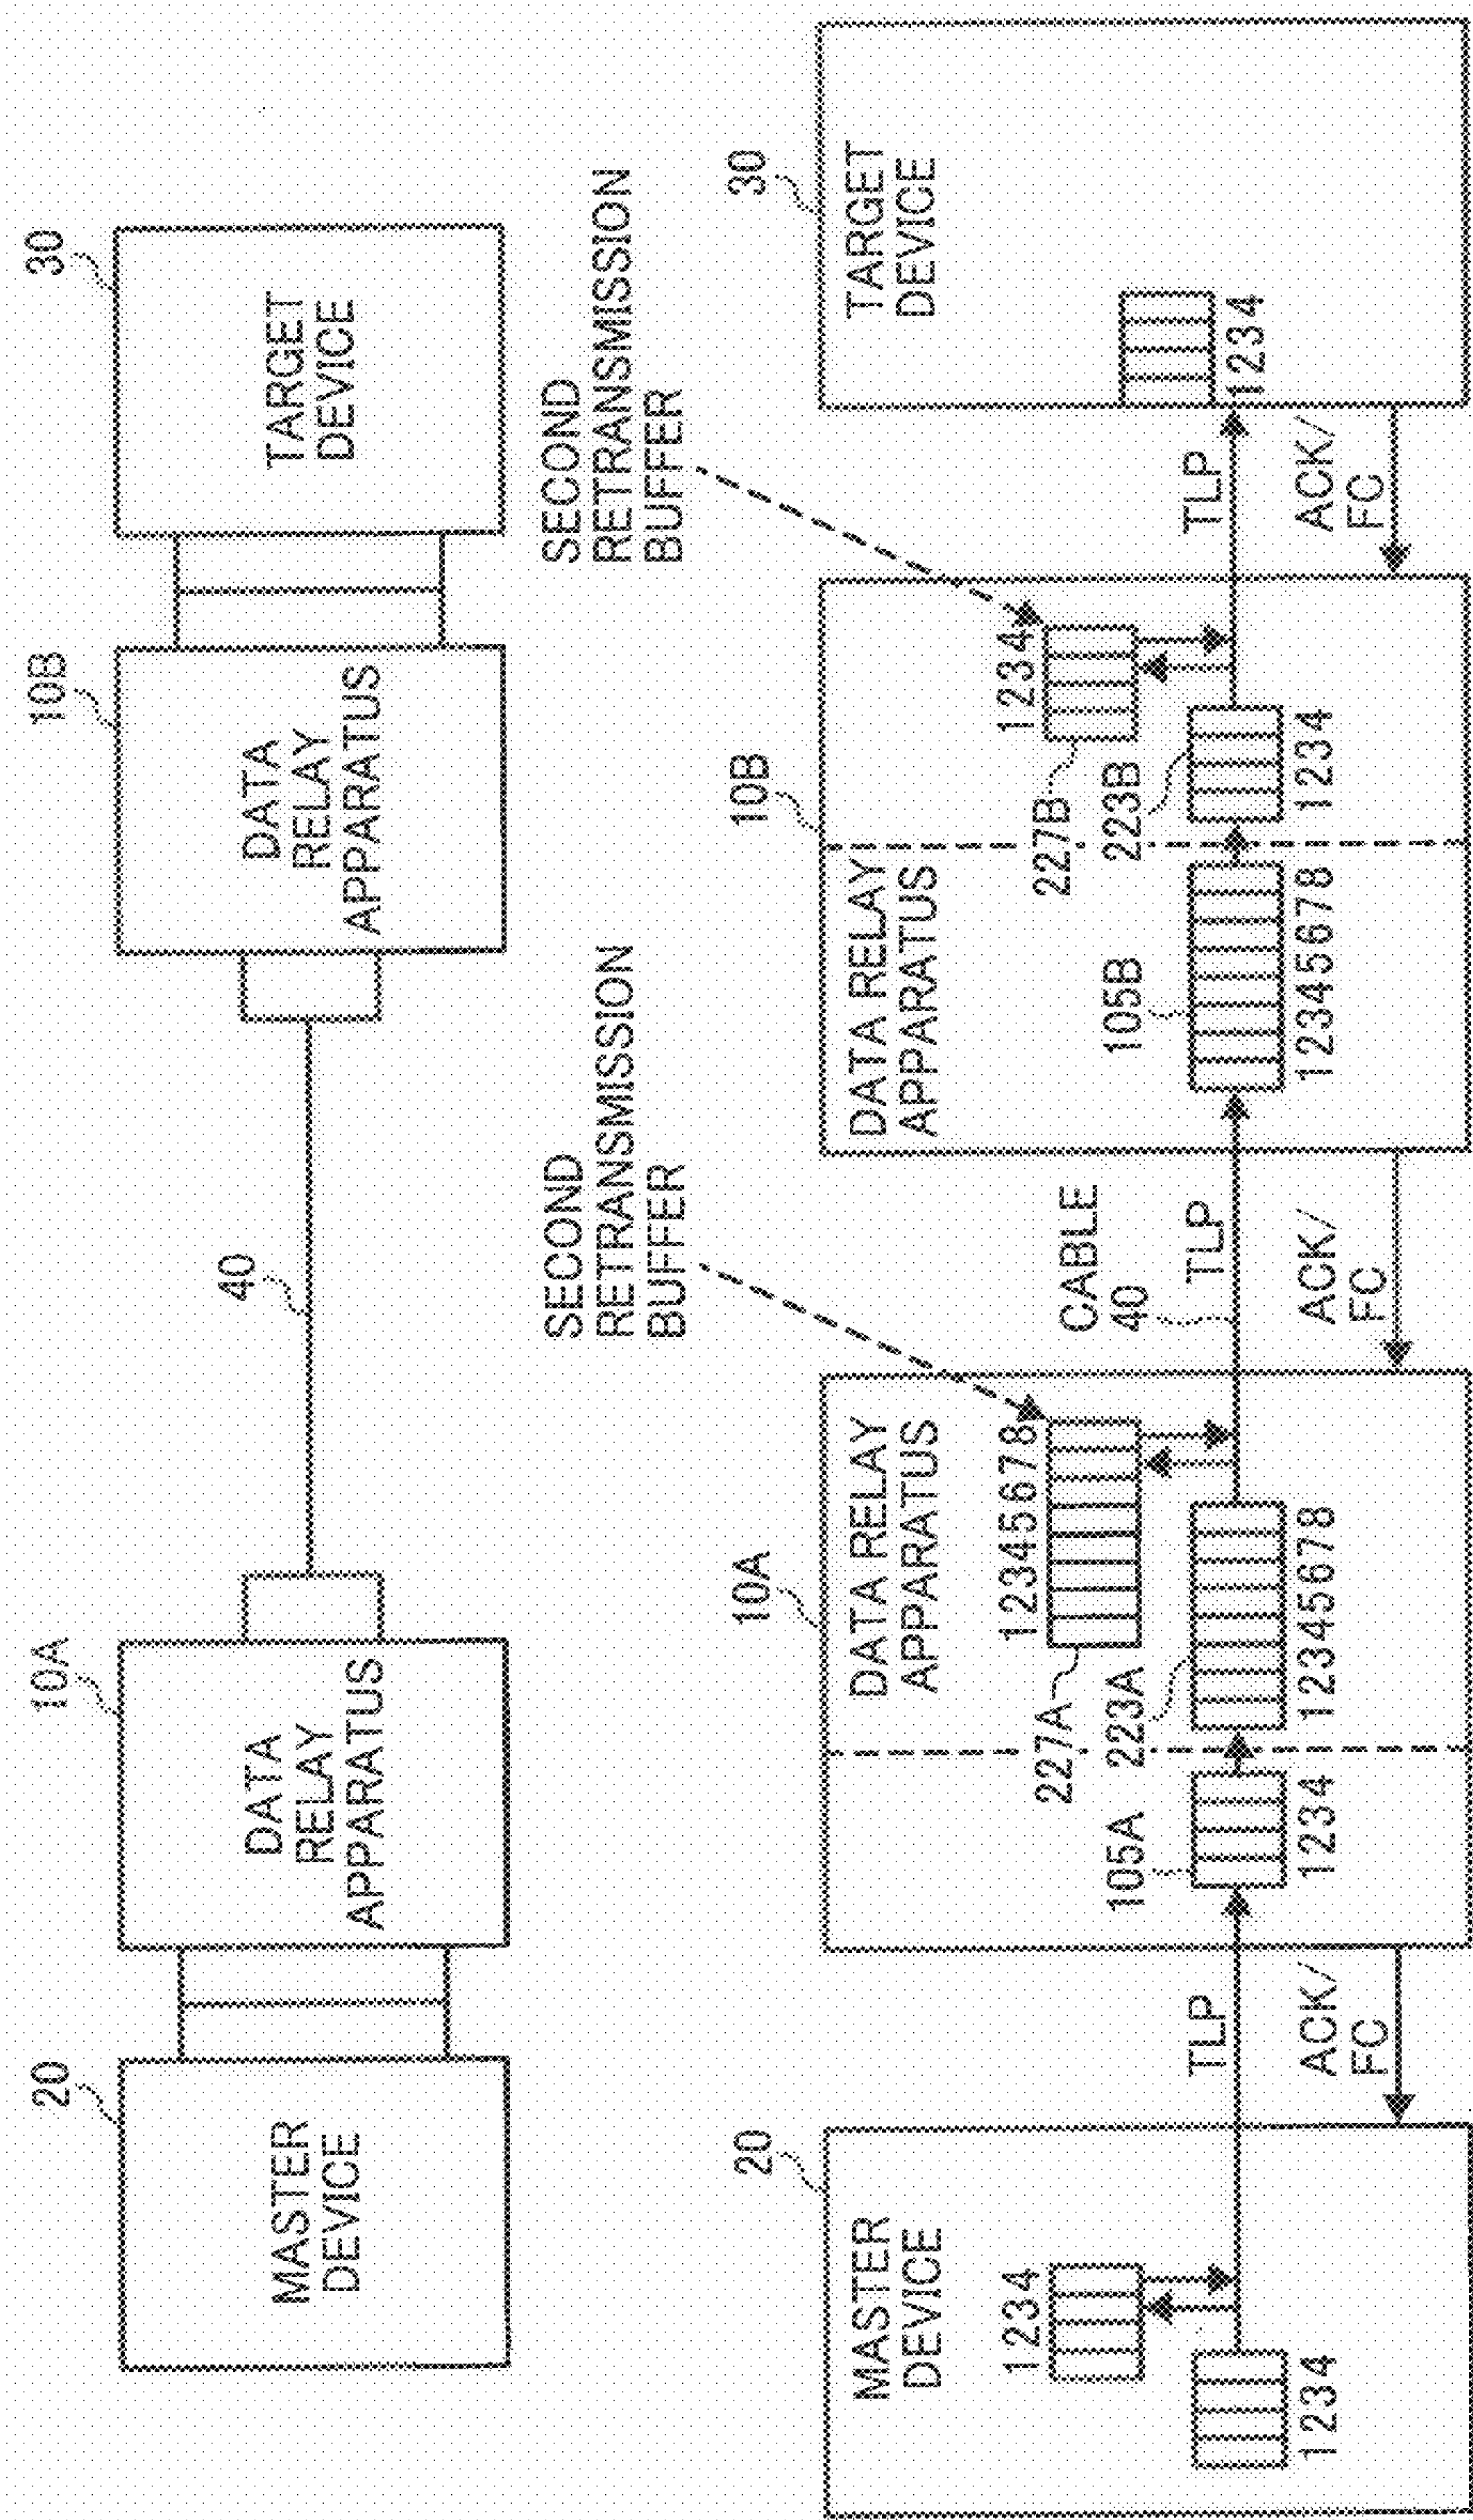 20
MASTER
DEVICE
10A
DATA
RELAY
APPARATUS
40
10B
DATA
RELAY
APPARATUS
30
TARGET
DEVICE
SECOND
RETRANSMISSION
BUFFER
SECOND
RETRANSMISSION
BUFFER
20
MASTER
DEVICE
1234
1234
TLP
ACK/
FC
10A
DATA RELAY
APPARATUS
105A
1234
227A
12345678
223A
12345678
CABLE
40
TLP
ACK/
FC
10B
DATA RELAY
APPARATUS
105B
12345678
227B
1234
223B
1234
TLP
ACK/
FC
30
TARGET
DEVICE
1234